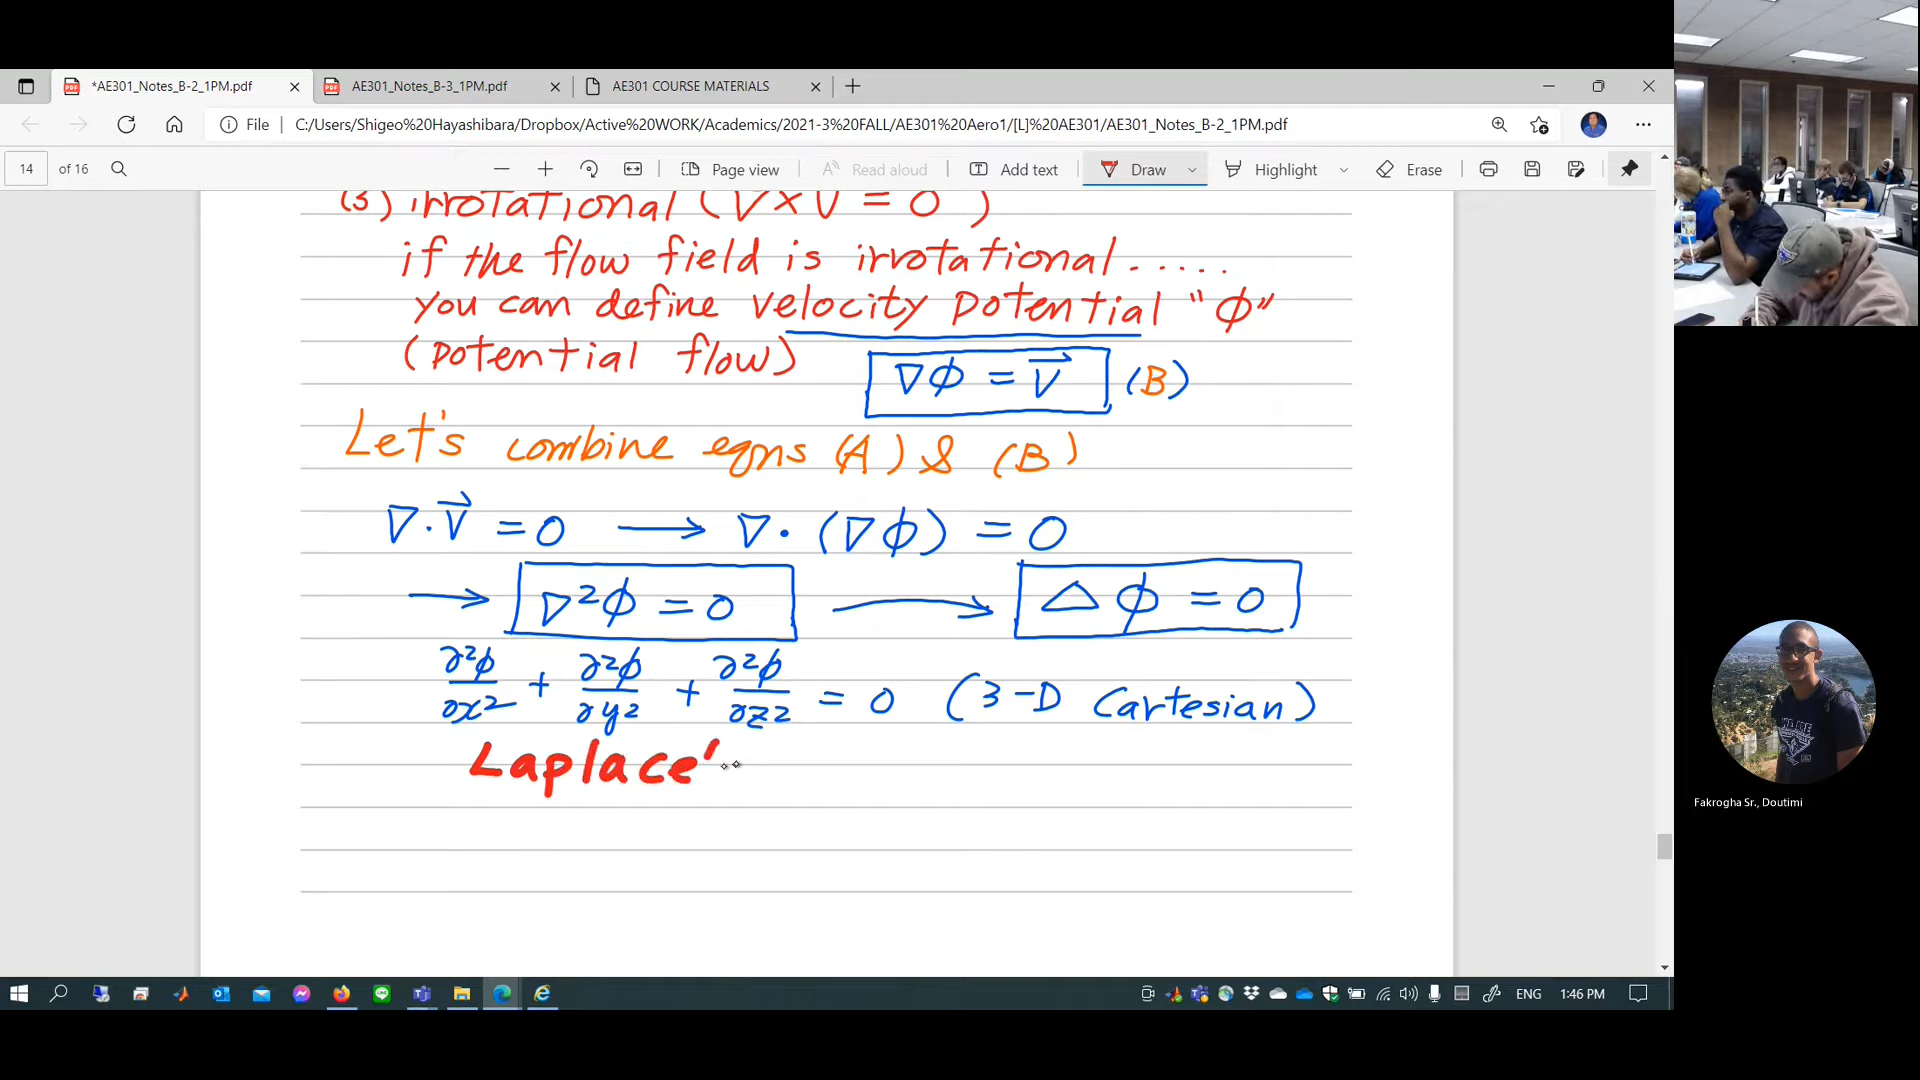 *AE301_Notes_B-2_1PM.pdf
AE301_Notes_B-3_1PM.pdf
AE301 COURSE MATERIALS
File
C:/Users/Shigeo%20Hayashibara/Dropbox/Active%20WORK/Academics/2021-3%20FALL/AE301%20Aero1/[L]%20AE301/AE301_Notes_B-2_1PM.pdf
14 of 16
Page view
Read aloud
Add text
Draw
Highlight
Erase
(3) irrotational (∇×V = 0)
if the flow field is irrotational.....
you can define velocity potential "φ"
(potential flow)
∇φ = V⃗ (B)
Let's combine eqns (A) & (B)
∇·V⃗ = 0 → ∇·(∇φ) = 0
→ ∇²φ = 0 → △φ = 0
∂²φ/∂x² + ∂²φ/∂y² + ∂²φ/∂z² = 0 (3-D Cartesian)
Laplace'
Fakrogha Sr., Doutimi
ENG 1:46 PM